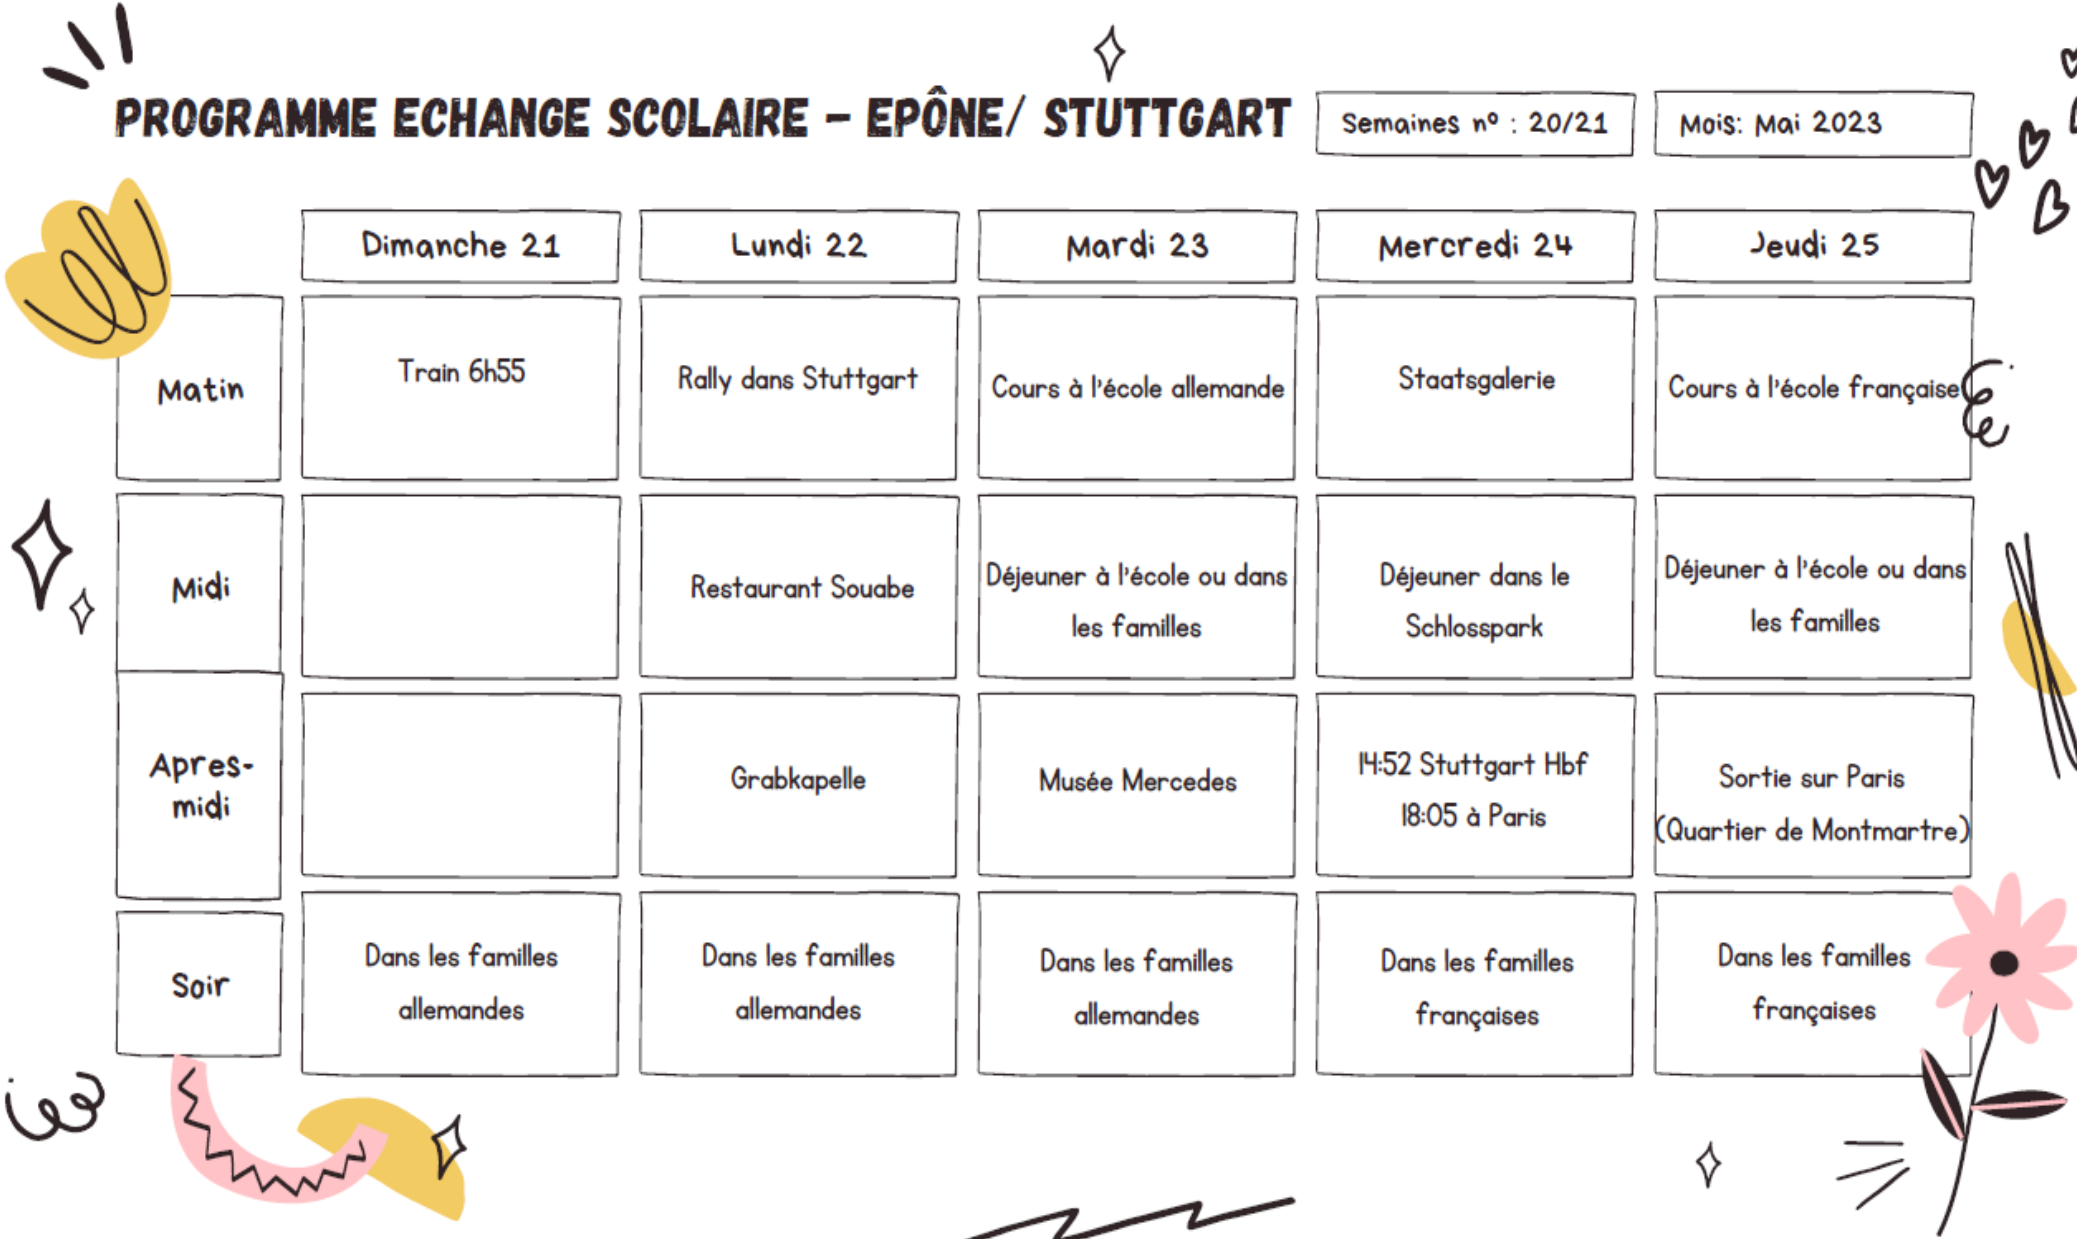 PROGRAMME ECHANGE SCOLAIRE – EPÔNE/ STUTTGART
Semaines nº : 20/21
Mois: Mai 2023
Dimanche 21
Lundi 22
Mardi 23
Mercredi 24
Jeudi 25
Matin
Train 6h55
Rally dans Stuttgart
Cours à l'école allemande
Staatsgalerie
Cours à l'école française
Midi
Restaurant Souabe
Déjeuner à l'école ou dans
les familles
Déjeuner dans le
Schlosspark
Déjeuner à l'école ou dans
les familles
Apres-
midi
Grabkapelle
Musée Mercedes
14:52 Stuttgart Hbf
18:05 à Paris
Sortie sur Paris
(Quartier de Montmartre)
Soir
Dans les familles
allemandes
Dans les familles
allemandes
Dans les familles
allemandes
Dans les familles
françaises
Dans les familles
françaises